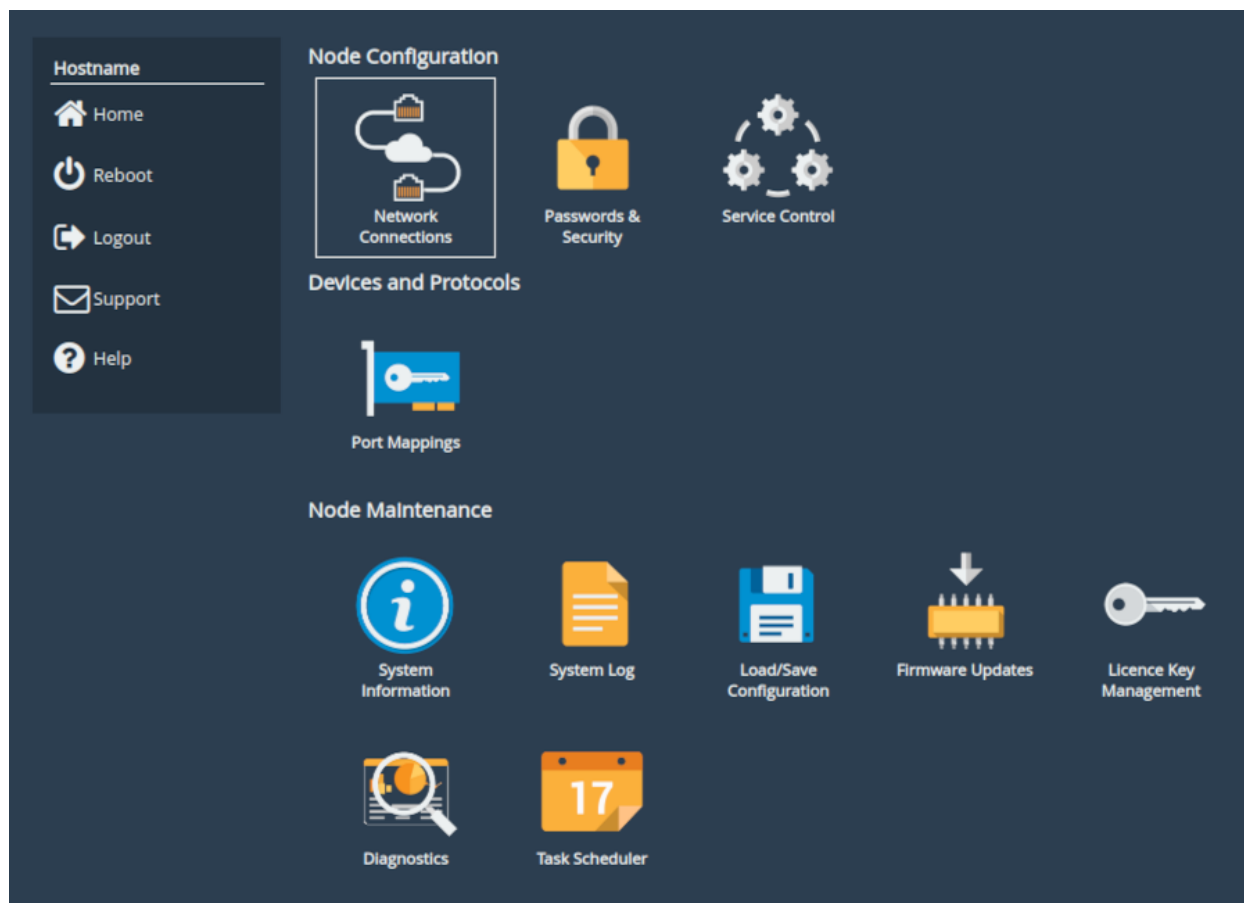 Hostname
Home
Reboot
Logout
Support
Help
Node Configuration
Network
Connections
Passwords &
Security
Service Control
Devices and Protocols
Port Mappings
Node Maintenance
System
Information
System Log
Load/Save
Configuration
Firmware Updates
Licence Key
Management
17
Diagnostics
Task Scheduler